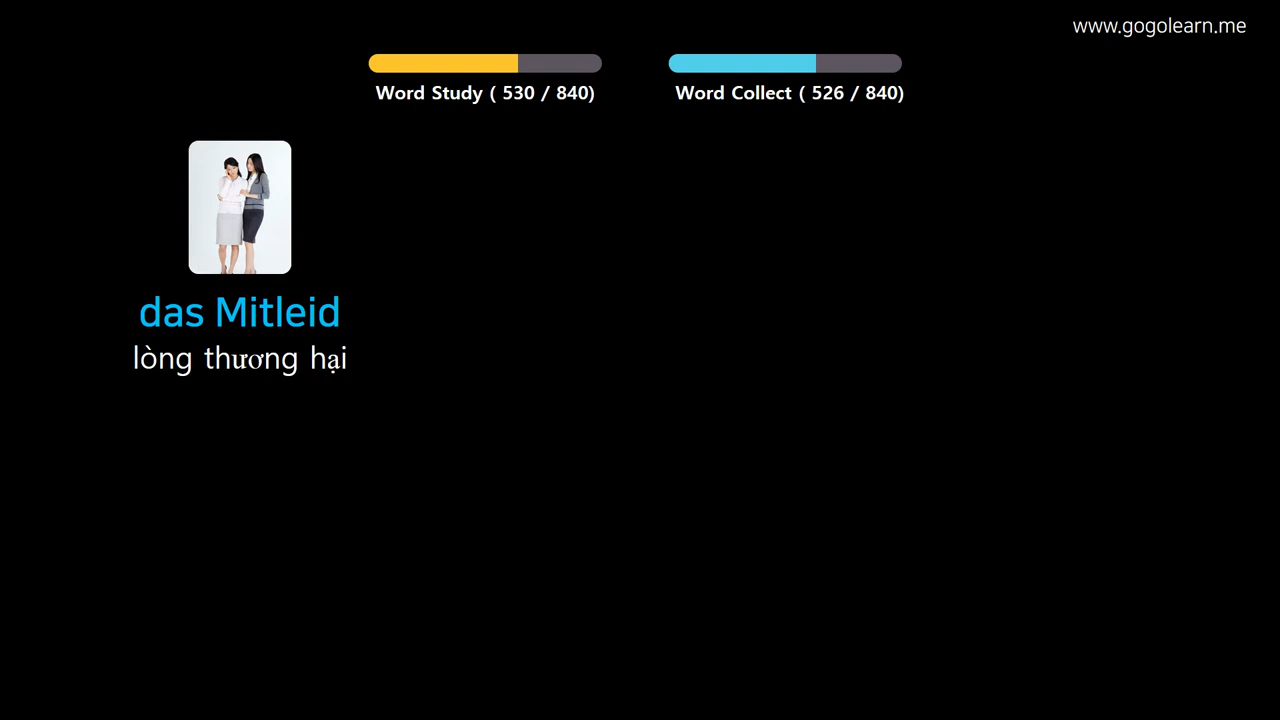 www.gogolearn.me
Word Study ( 530 / 840)
Word Collect ( 526 / 840)
das Mitleid
lòng thương hại